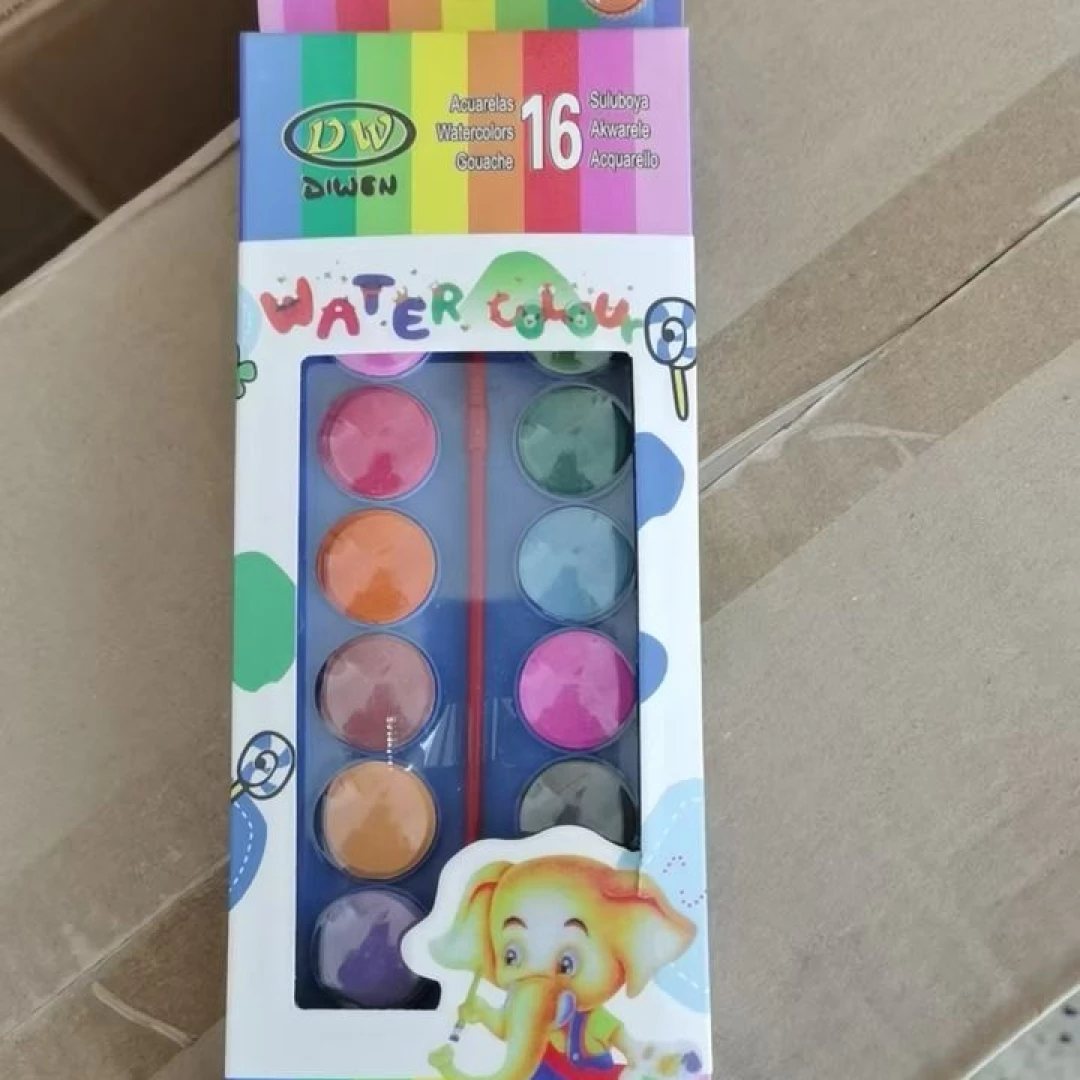 DW
DIWEN
Acuarelas
Watercolors
Gouache
16
Suluboya
Akwarele
Acquarello
WATER COLOUR